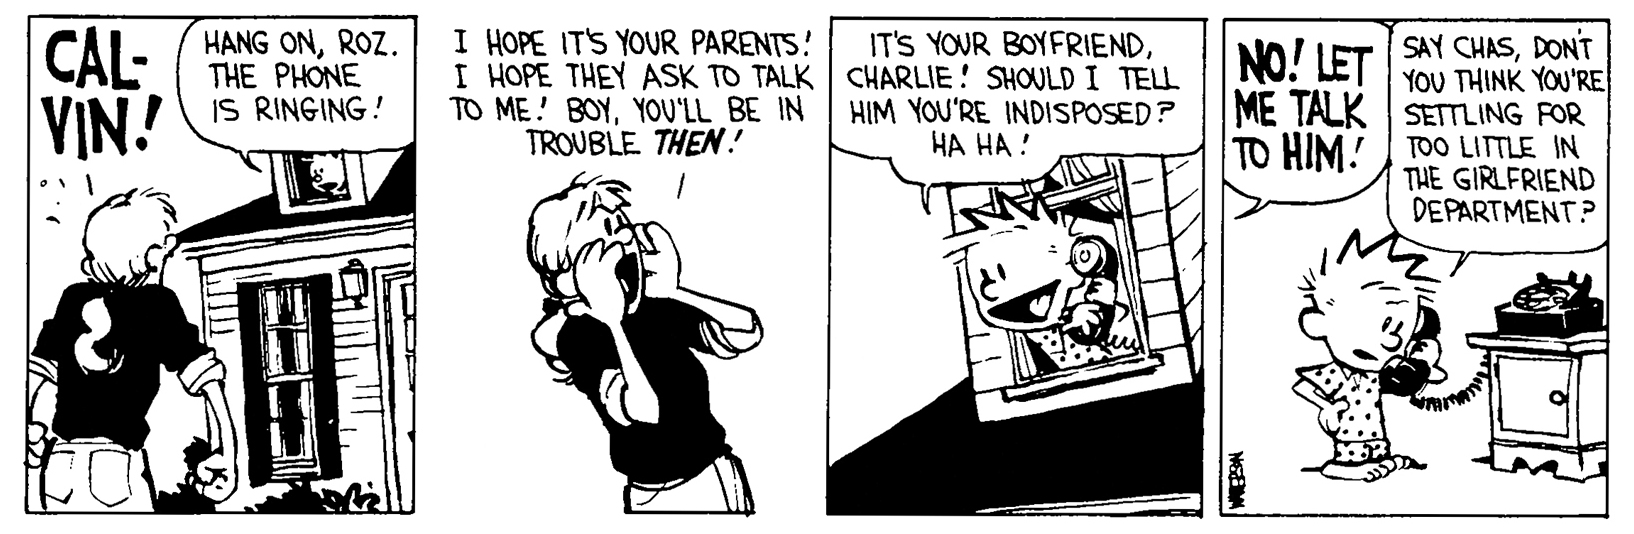 CAL-
VIN!
HANG ON, ROZ.
THE PHONE
IS RINGING!
I HOPE IT'S YOUR PARENTS!
I HOPE THEY ASK TO TALK
TO ME! BOY, YOU'LL BE IN
TROUBLE THEN!
IT'S YOUR BOYFRIEND,
CHARLIE! SHOULD I TELL
HIM YOU'RE INDISPOSED?
HA HA!
NO! LET
ME TALK
TO HIM!
SAY CHAS, DON'T
YOU THINK YOU'RE
SETTLING FOR
TOO LITTLE IN
THE GIRLFRIEND
DEPARTMENT?
WATTERSON